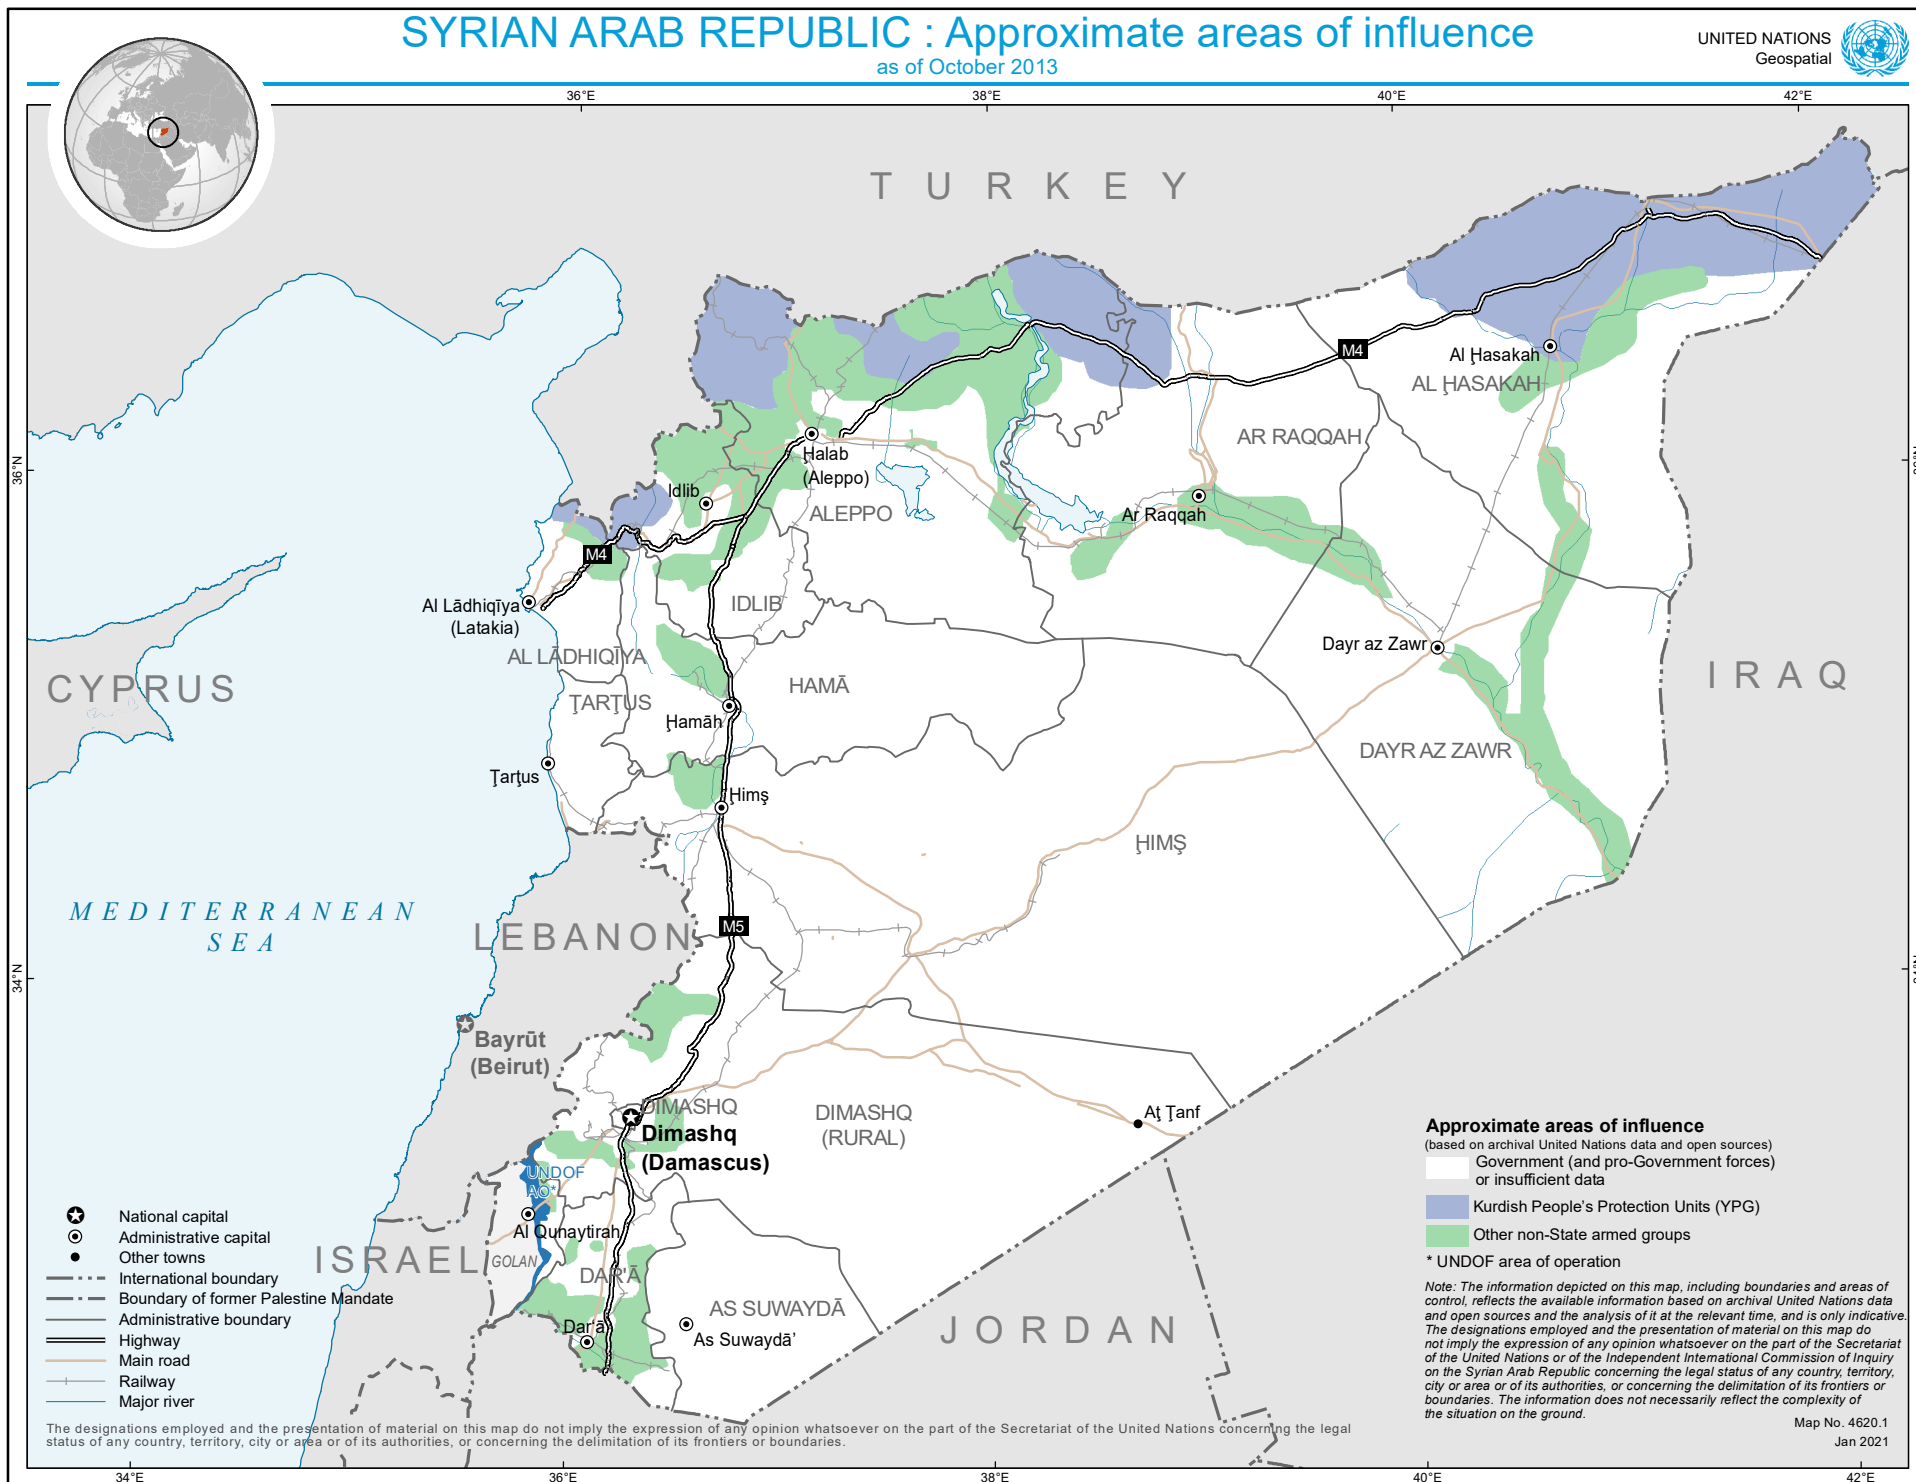 SYRIAN ARAB REPUBLIC : Approximate areas of influence
as of October 2013
UNITED NATIONS
Geospatial
36°E
38°E
40°E
42°E
TURKEY
M4
Al Ḩasakah
AL ḨASAKAH
AR RAQQAH
36°N
Ḩalab
(Aleppo)
Idlib
ALEPPO
Ar Raqqah
M4
Al Lādhiqīya
(Latakia)
IDLIB
Dayr az Zawr
AL LĀDHIQĪYA
CYPRUS
IRAQ
HAMĀ
ŢARŢUS
Ḩamāh
DAYR AZ ZAWR
Ţarţus
Ḩimş
ḨIMŞ
MEDITERRANEAN
SEA
LEBANON
M5
34°N
Bayrūt
(Beirut)
DIMASHQ
Dimashq
(Damascus)
DIMASHQ
(RURAL)
Aţ Ţanf
UNDOF
AO*
Al Qunaytirah
ISRAEL
GOLAN
DAR'Ā
AS SUWAYDĀ
Dar'ā
As Suwaydā'
JORDAN
National capital
Administrative capital
Other towns
International boundary
Boundary of former Palestine Mandate
Administrative boundary
Highway
Main road
Railway
Major river
Approximate areas of influence
(based on archival United Nations data and open sources)
Government (and pro-Government forces)
or insufficient data
Kurdish People's Protection Units (YPG)
Other non-State armed groups
* UNDOF area of operation
Note: The information depicted on this map, including boundaries and areas of
control, reflects the available information based on archival United Nations data
and open sources and the analysis of it at the relevant time, and is only indicative.
The designations employed and the presentation of material on this map do
not imply the expression of any opinion whatsoever on the part of the Secretariat
of the United Nations or of the Independent International Commission of Inquiry
on the Syrian Arab Republic concerning the legal status of any country, territory,
city or area or of its authorities, or concerning the delimitation of its frontiers or
boundaries. The information does not necessarily reflect the complexity of
the situation on the ground.
Map No. 4620.1
Jan 2021
The designations employed and the presentation of material on this map do not imply the expression of any opinion whatsoever on the part of the Secretariat of the United Nations concerning the legal
status of any country, territory, city or area or of its authorities, or concerning the delimitation of its frontiers or boundaries.
34°E
36°E
38°E
40°E
42°E